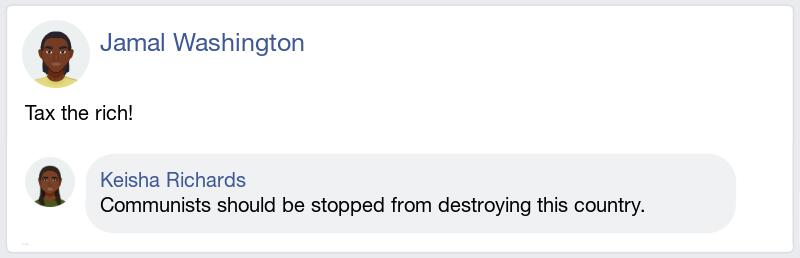 Jamal Washington
Tax the rich!
Keisha Richards
Communists should be stopped from destroying this country.